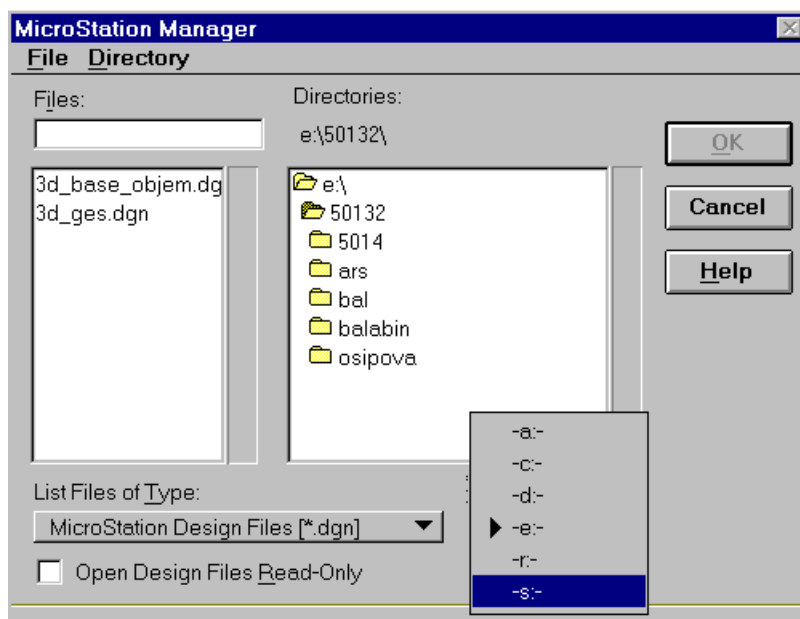 MicroStation Manager
File Directory
Files:
3d_base_objem.dg
3d_ges.dgn
Directories:
e:\50132\
e:\
50132
5014
ars
bal
balabin
osipova
OK
Cancel
Help
List Files of Type:
MicroStation Design Files [*.dgn]
Open Design Files Read-Only
-a:-
-c:-
-d:-
-e:-
-r:-
-s:-